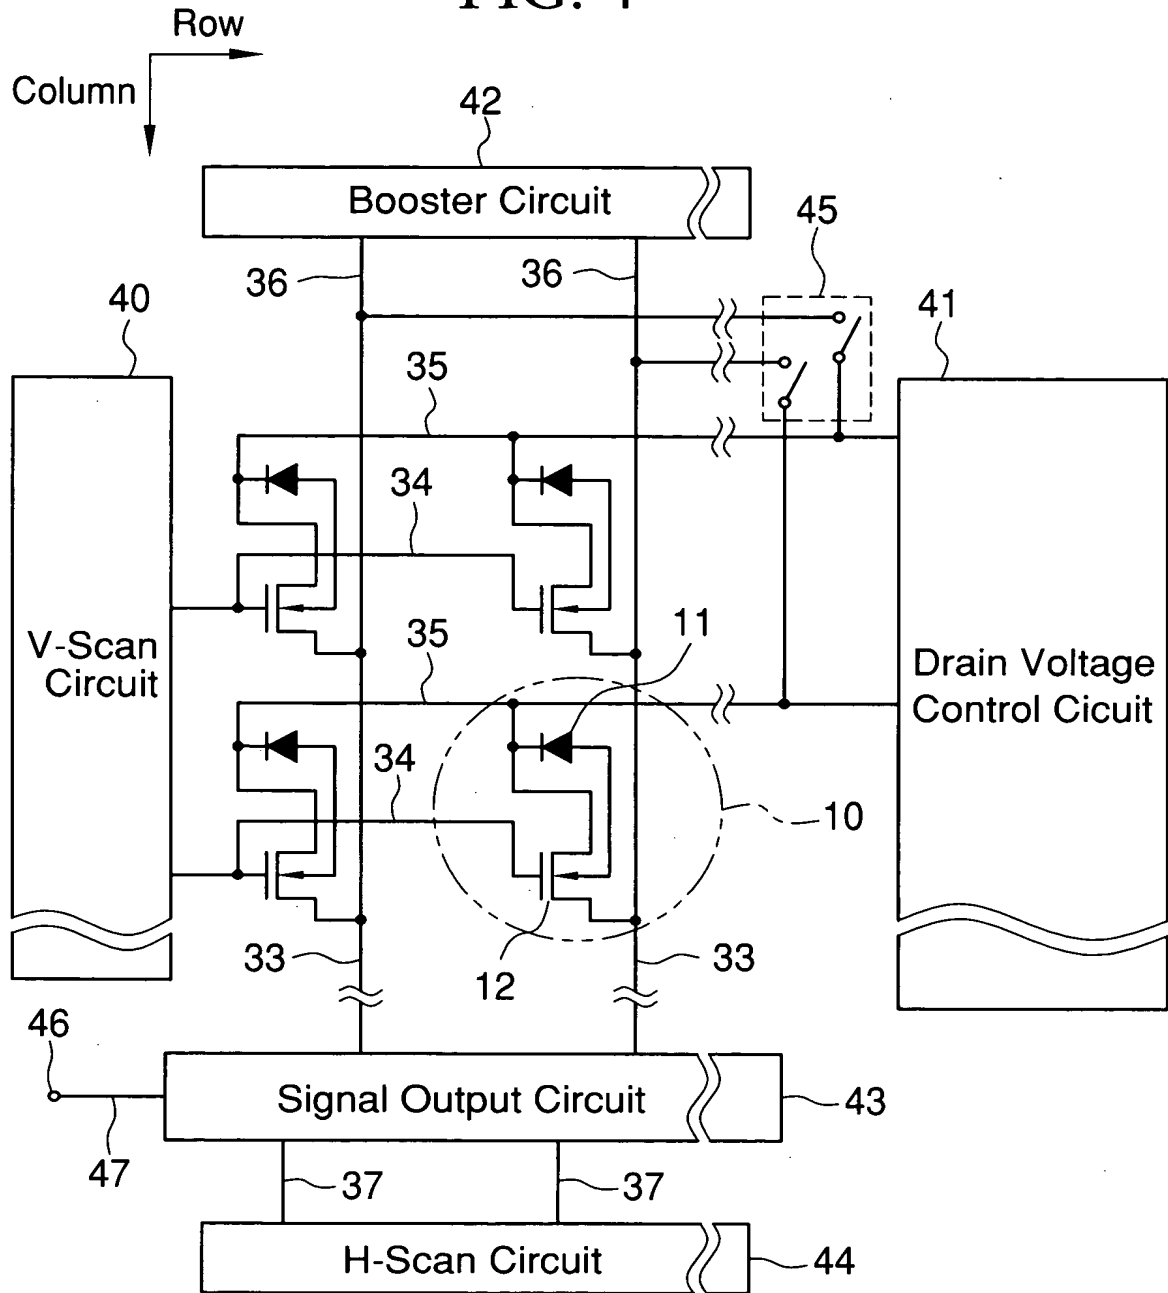 FIG. 4
Row
Column
42
Booster Circuit
45
36
36
40
41
35
34
V-Scan
Circuit
35
11
Drain Voltage
Control Cicuit
34
10
33
12
33
46
Signal Output Circuit
43
47
37
37
H-Scan Circuit
44